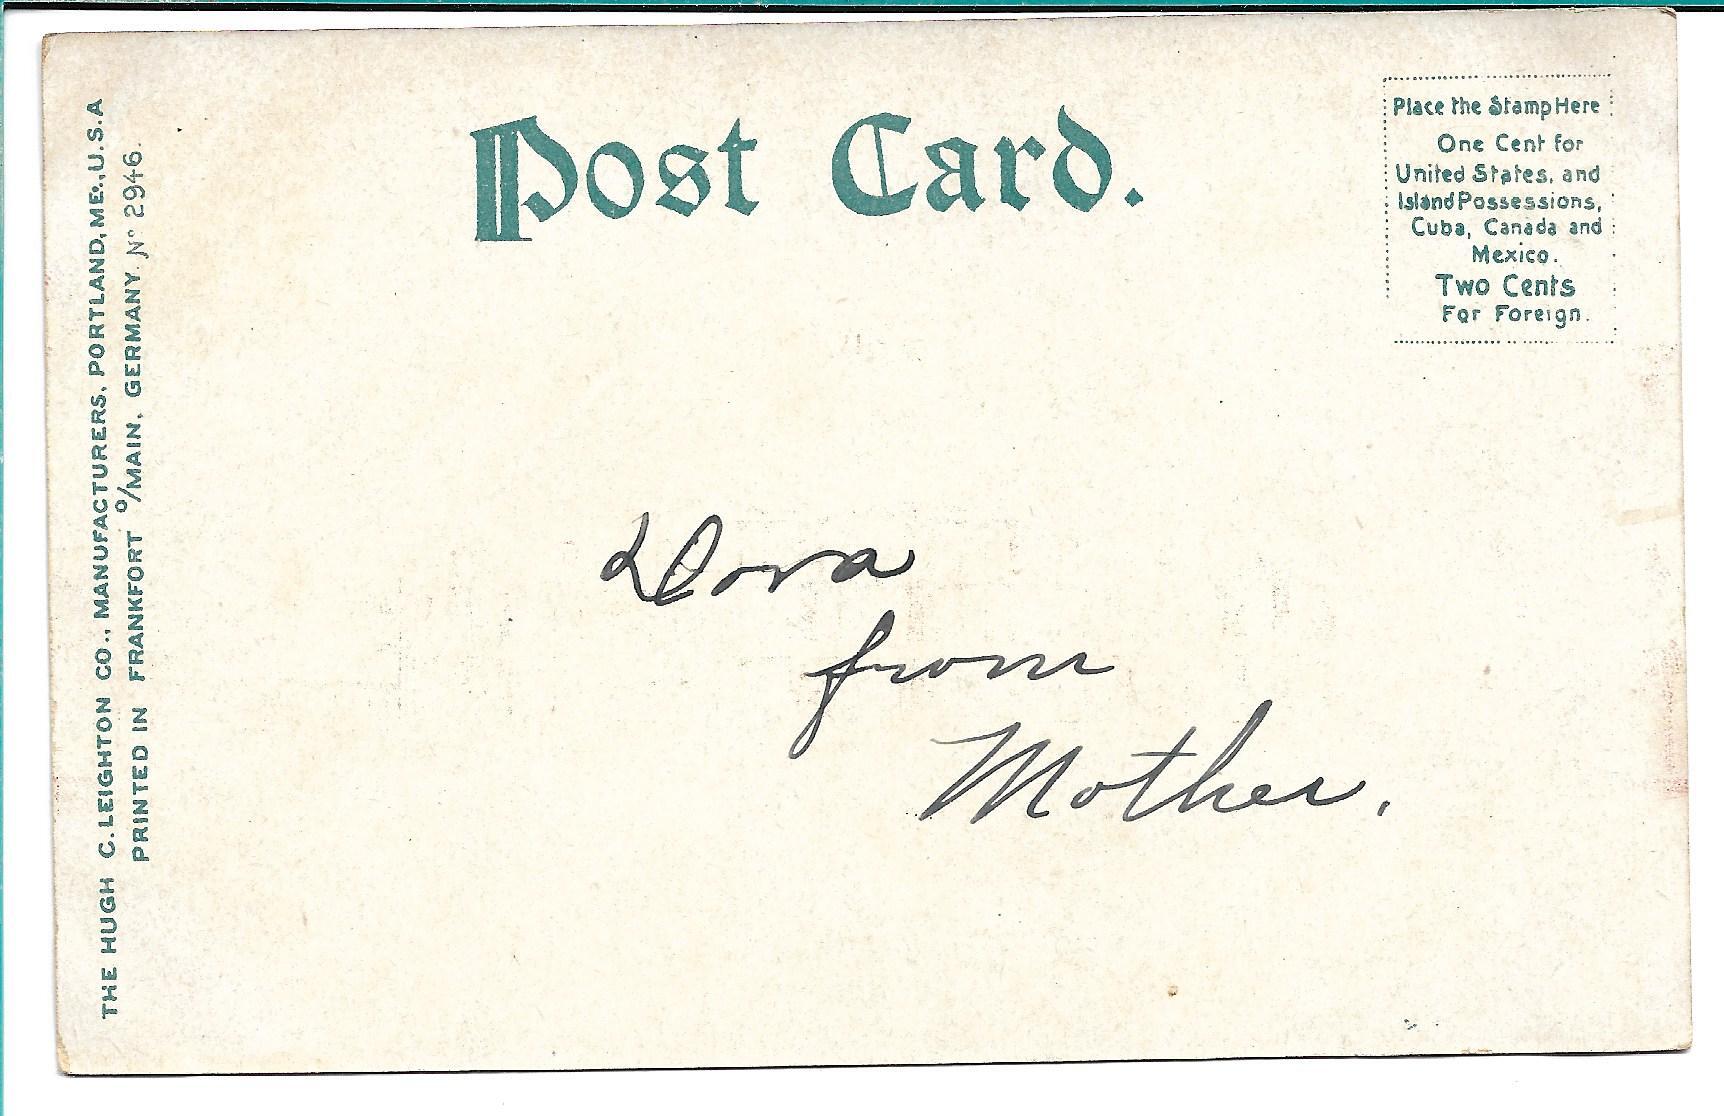 Post Card.
Place the Stamp Here
One Cent for
United States, and
Island Possessions,
Cuba, Canada and
Mexico.
Two Cents
For Foreign.
THE HUGH C. LEIGHTON CO., MANUFACTURERS, PORTLAND, ME., U.S.A
PRINTED IN FRANKFORT O/MAIN, GERMANY. No 2946.
Dora
from
Mother.